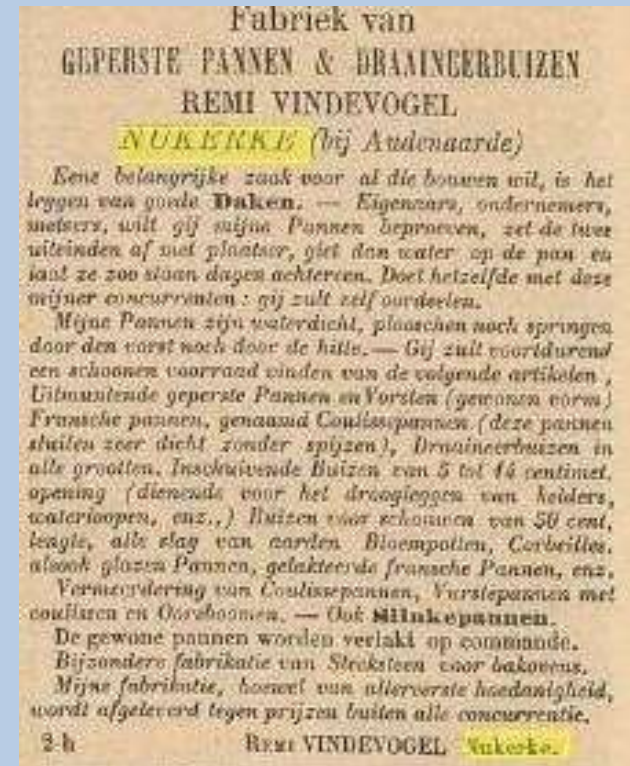 Fabriek van
GEPERSTE PANNEN & DRAINEERBUIZEN
REMI VINDEVOGEL
NUKERKE (bij Audenaarde)
Eene belangrijke zaak voor al die bouwen wil, is het
leggen van goede Daken. — Eigenaars, ondernemers,
metsers, wilt gij mijne Pannen beproeven, zet de twee
uiteinden af met plaaster, giet dan water op de pan en
laat ze zoo staan dagen achtereen. Doet hetzelfde met deze
mijner concurrenten : gij zult zelf oordeelen.
Mijne Pannen zijn waterdicht, plaaschen noch springen
door den vorst noch door de hitte. — Gij zult voortdurend
een schoonen voorraad vinden van de volgende artikelen,
Uitmuntende geperste Pannen en Vorsten (gewonen vorm)
Fransche pannen, genaamd Coulissepannen (deze pannen
sluiten zeer dicht zonder spijzen), Draaineerbuizen in
alle grootten. Inschuivende Buizen van 5 tot 14 centimet.
opening (dienende voor het droogleggen van kelders,
waterloopen, enz.,) Buizen voor schouwen van 50 cent.
lengte, alle slag van aarden Bloempotten, Corbeilles.
alsook glazen Pannen, gelakteerde fransche Pannen, enz.
Vermeerdering van Coulissepannen, Vorstepannen met
coulissen en — Ook Slinkepannen.
De gewone pannen worden verlakt op commande.
Bijzondere fabrikatie van Steksteen voor bakovens.
Mijne fabrikatie, hoewel van allereerste hoedanigheid,
wordt afgeleverd tegen prijzen buiten alle concurrentie.
2-h REMI VINDEVOGEL Nukerke.